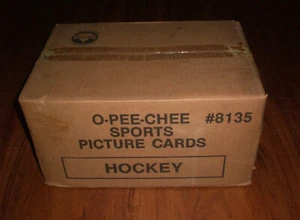 O-PEE-CHEE #8135
SPORTS
PICTURE CARDS
HOCKEY